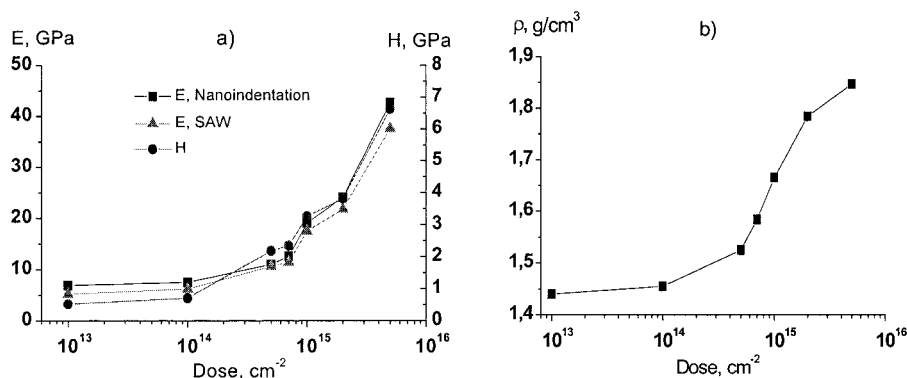 E, GPa
a)
H, GPa
50
40
30
20
10
0
8
7
6
5
4
3
2
1
0
E, Nanoindentation
E, SAW
H
10^13
10^14
10^15
10^16
Dose, cm^-2
ρ, g/cm^3
b)
1,9
1,8
1,7
1,6
1,5
1,4
10^13
10^14
10^15
10^16
Dose, cm^-2